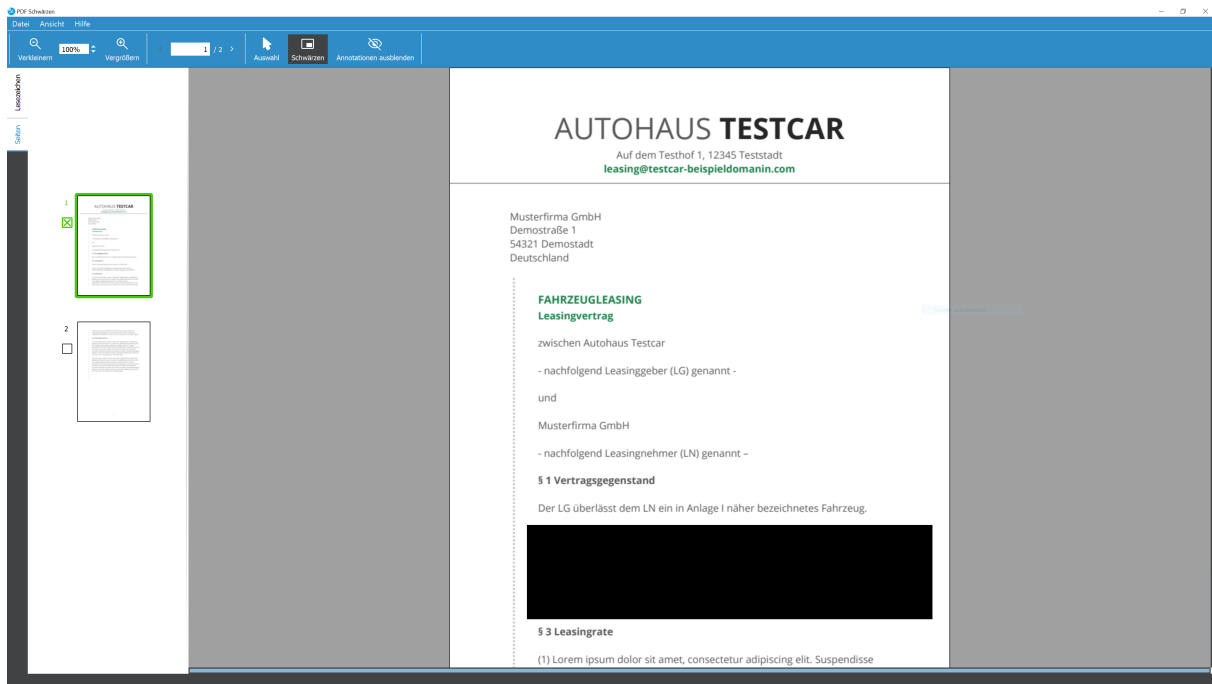 PDF Schwärzen
Datei Ansicht Hilfe
100% 1 / 2
Verkleinern Vergrößern Auswahl Schwärzen Annotationen ausblenden
Lesezeichen
Seiten
1
2
AUTOHAUS TESTCAR
Auf dem Testhof 1, 12345 Teststadt
leasing@testcar-beispieldomanin.com
Musterfirma GmbH
Demostraße 1
54321 Demostadt
Deutschland
FAHRZEUGLEASING
Leasingvertrag
zwischen Autohaus Testcar
- nachfolgend Leasinggeber (LG) genannt -
und
Musterfirma GmbH
- nachfolgend Leasingnehmer (LN) genannt –
§ 1 Vertragsgegenstand
Der LG überlässt dem LN ein in Anlage I näher bezeichnetes Fahrzeug.
§ 3 Leasingrate
(1) Lorem ipsum dolor sit amet, consectetur adipiscing elit. Suspendisse